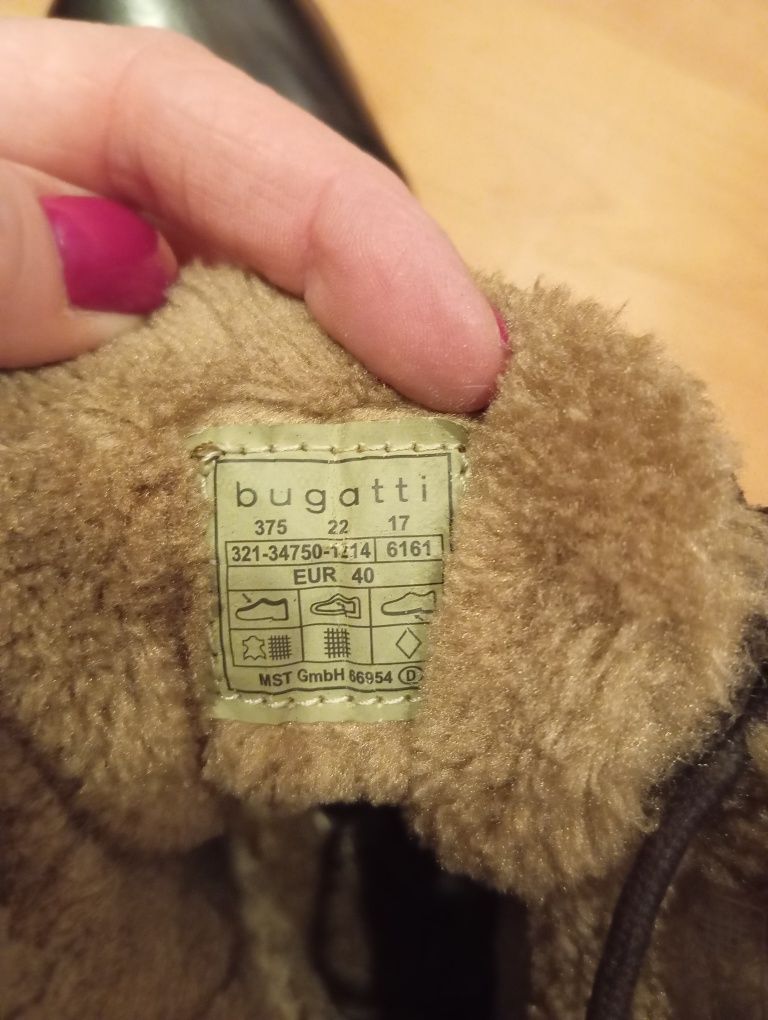 bugatti
375 22 17
321-34750-1214 6161
EUR 40
MST GmbH 66954 D